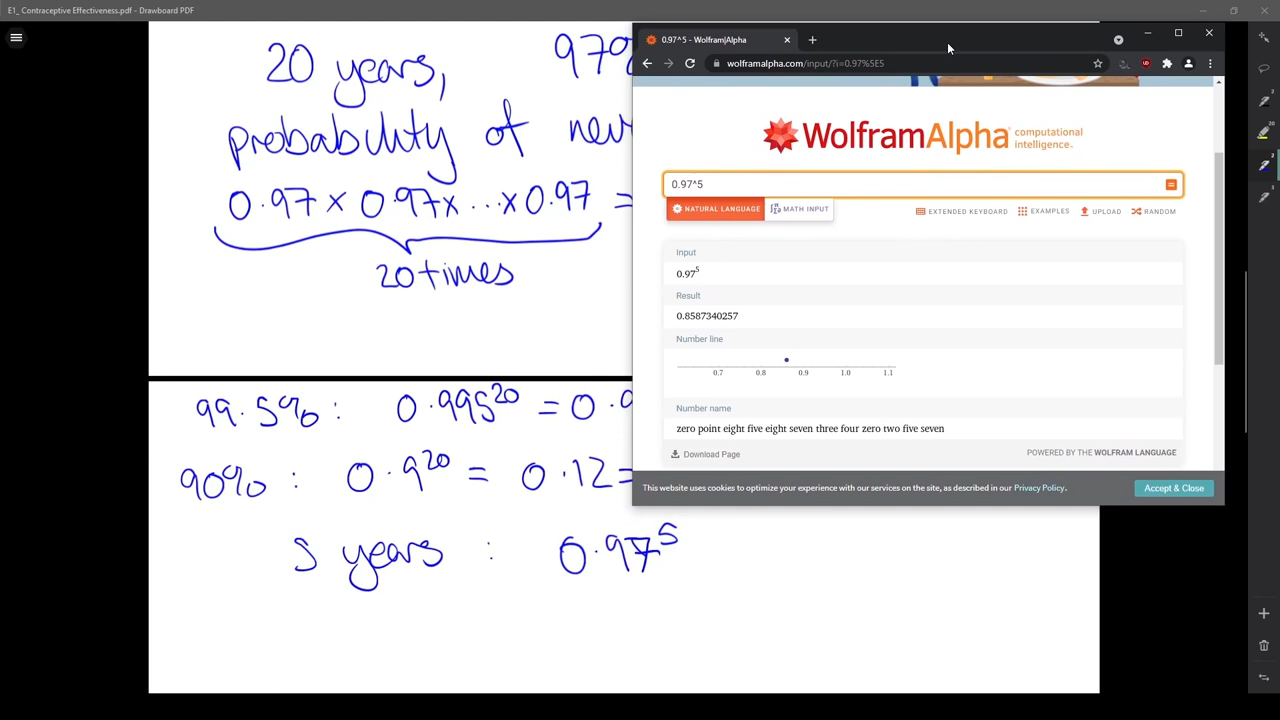 E1_ Contraceptive Effectiveness.pdf - Drawboard PDF
20 years, 97%
probability of nev
0.97 x 0.97x ... x 0.97 =
20 times
99.5% : 0.995^20 = 0.9
90% : 0.9^20 = 0.12 =
5 years : 0.97^5
0.97^5 - Wolfram|Alpha
wolframalpha.com/input/?i=0.97%5E5
WolframAlpha computational intelligence.
0.97^5
NATURAL LANGUAGE MATH INPUT EXTENDED KEYBOARD EXAMPLES UPLOAD RANDOM
Input
0.97^5
Result
0.8587340257
Number line
0.7 0.8 0.9 1.0 1.1
Number name
zero point eight five eight seven three four zero two five seven
Download Page POWERED BY THE WOLFRAM LANGUAGE
This website uses cookies to optimize your experience with our services on the site, as described in our Privacy Policy. Accept & Close